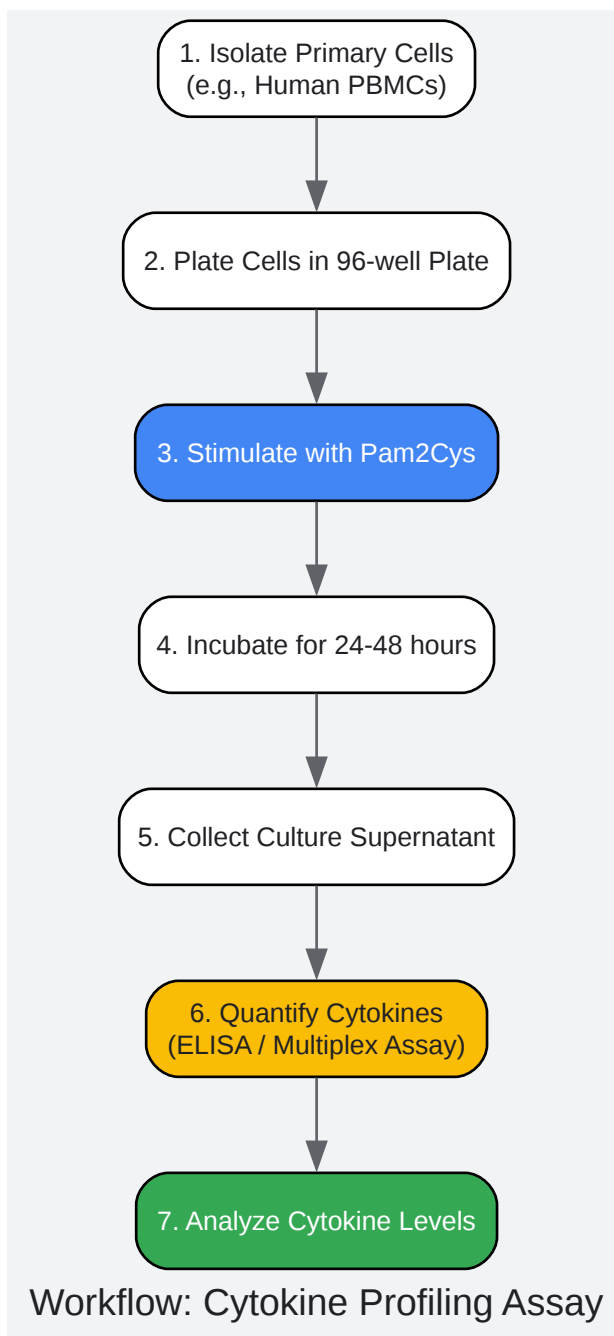 1. Isolate Primary Cells
(e.g., Human PBMCs)
2. Plate Cells in 96-well Plate
3. Stimulate with Pam2Cys
4. Incubate for 24-48 hours
5. Collect Culture Supernatant
6. Quantify Cytokines
(ELISA / Multiplex Assay)
7. Analyze Cytokine Levels
Workflow: Cytokine Profiling Assay